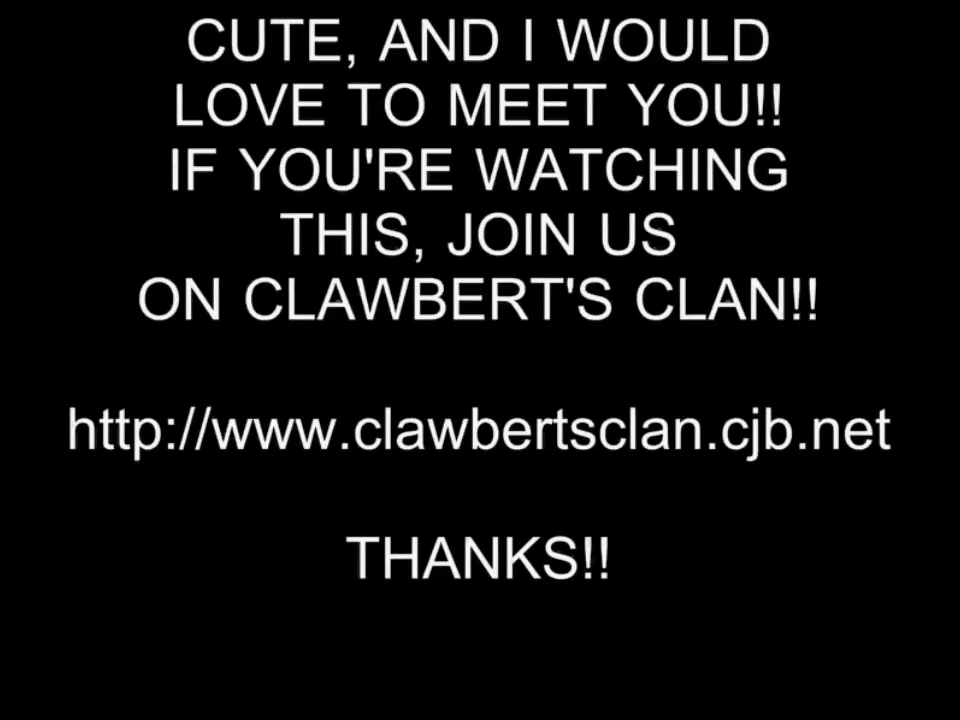 CUTE, AND I WOULD
LOVE TO MEET YOU!!
IF YOU'RE WATCHING
THIS, JOIN US
ON CLAWBERT'S CLAN!!
http://www.clawbertsclan.cjb.net
THANKS!!